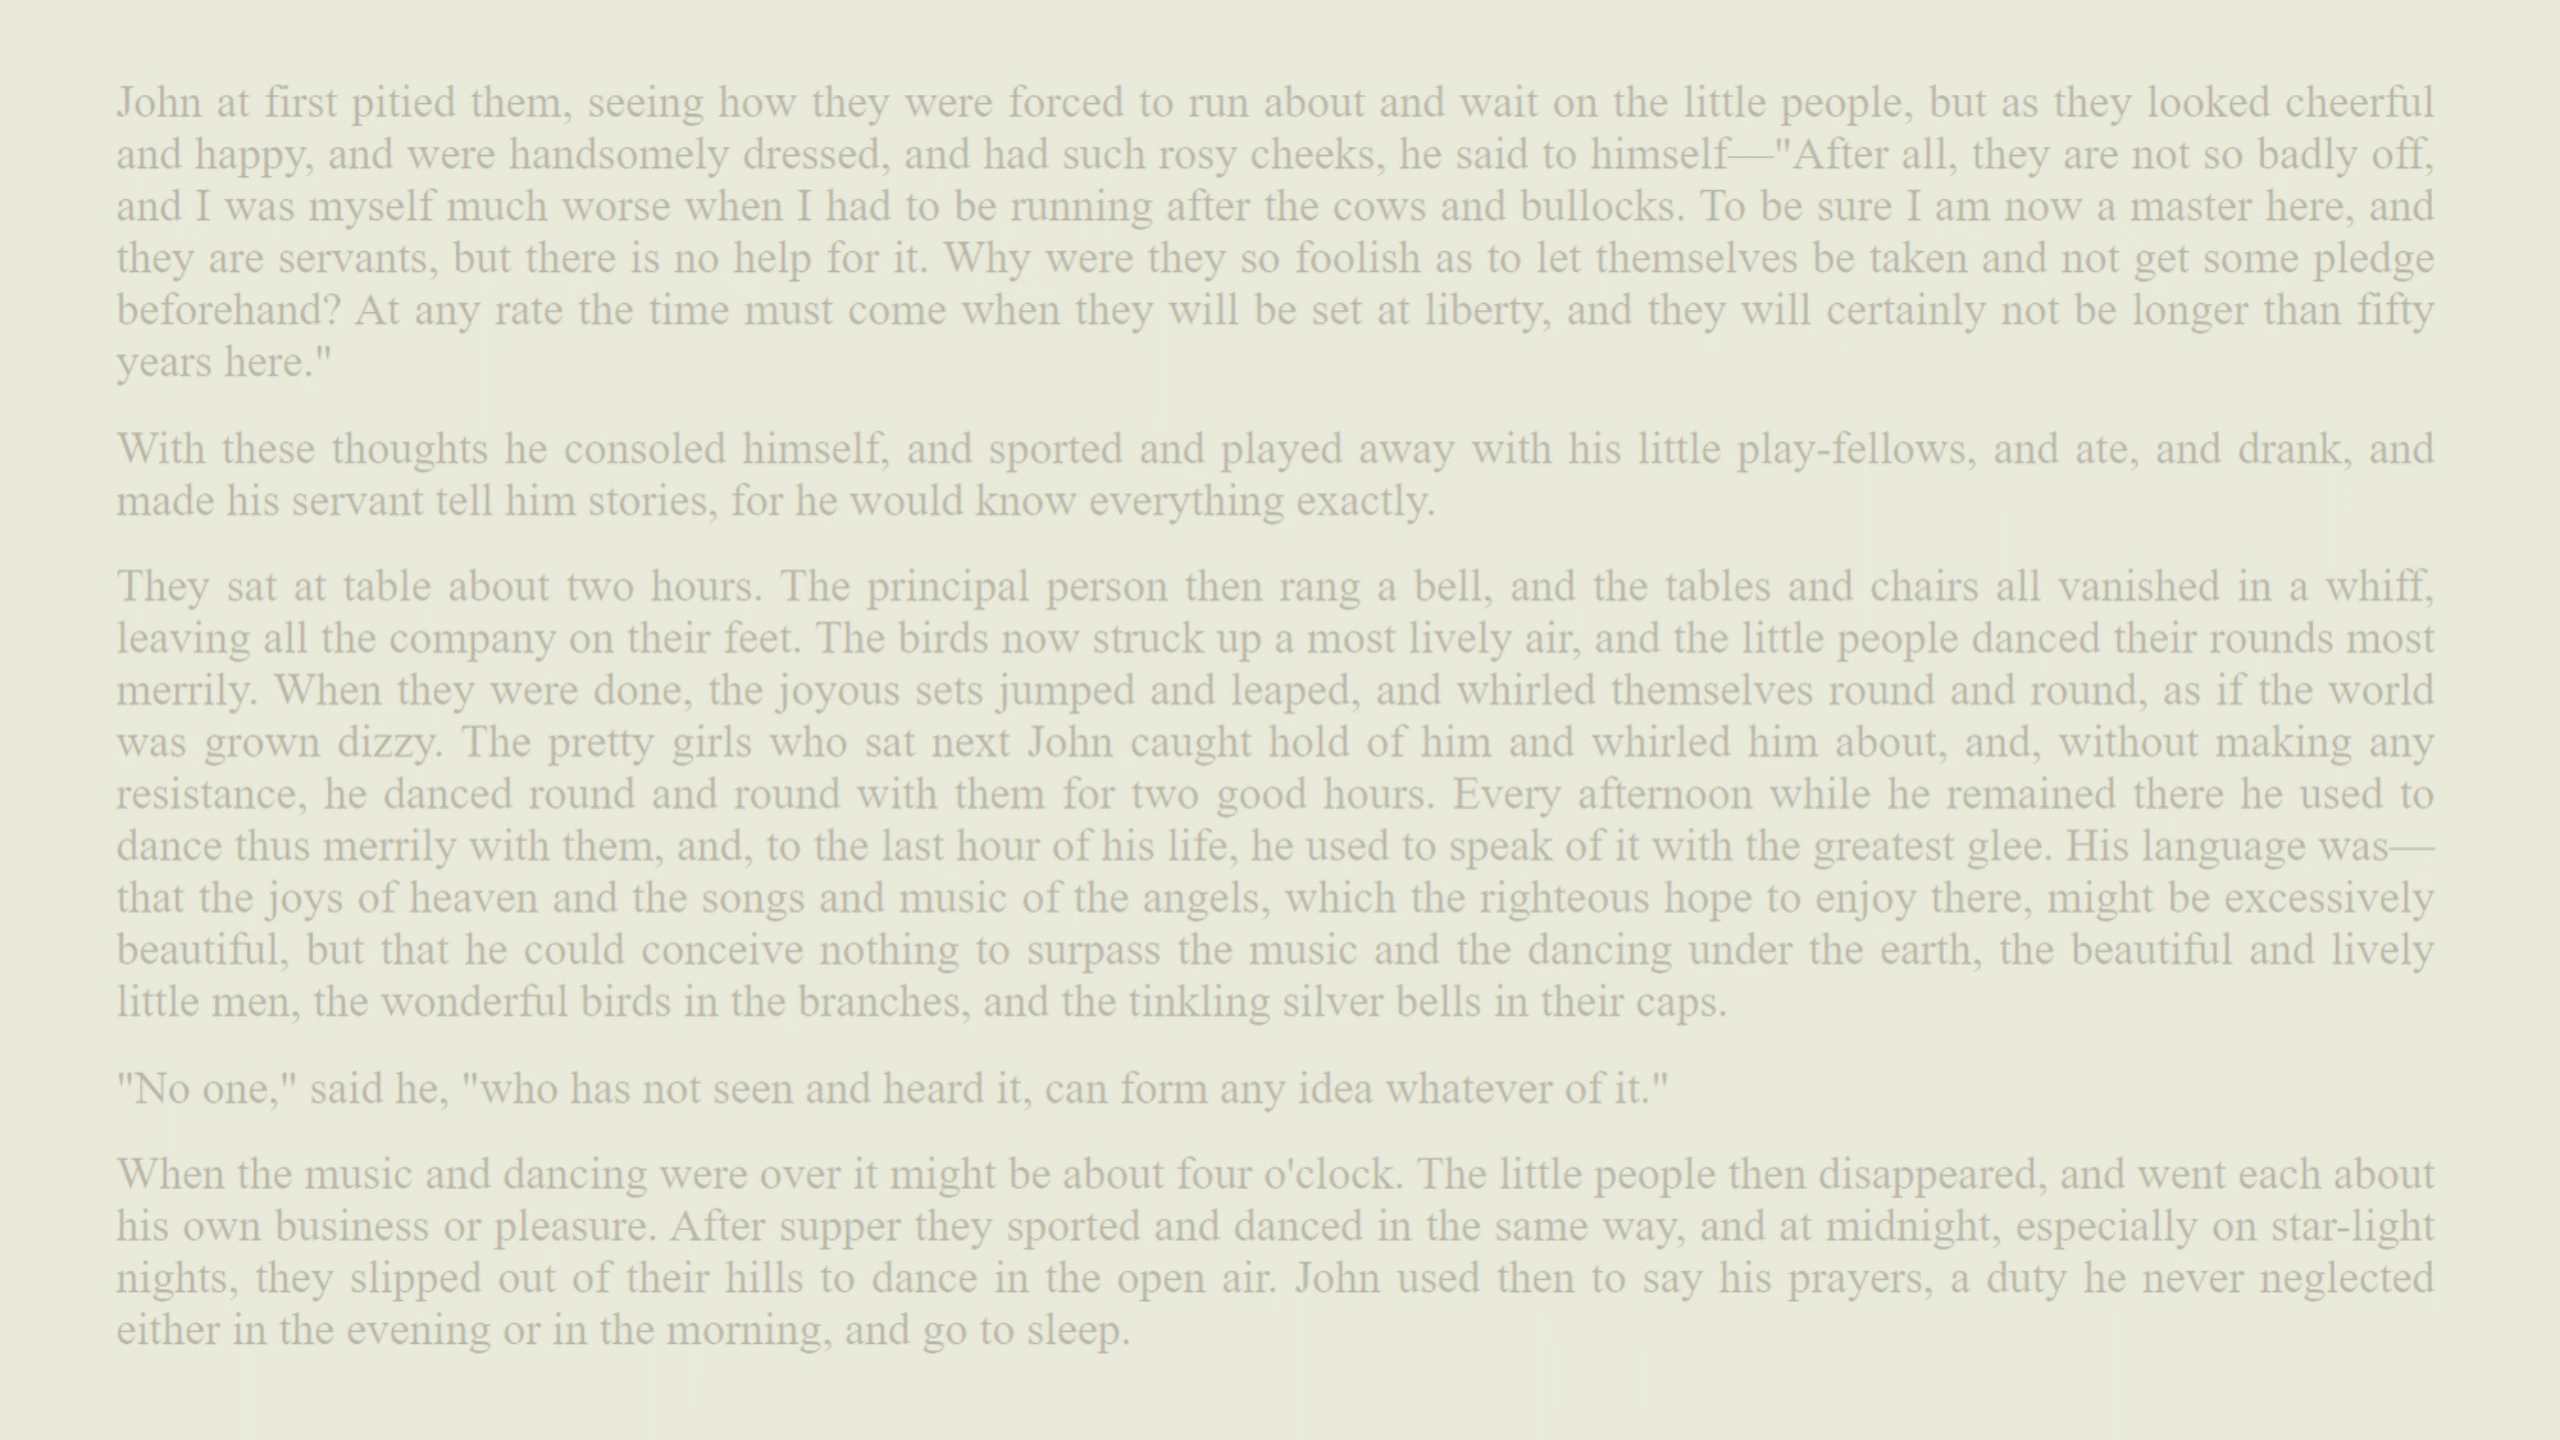 John at first pitied them, seeing how they were forced to run about and wait on the little people, but as they looked cheerful
and happy, and were handsomely dressed, and had such rosy cheeks, he said to himself—"After all, they are not so badly off,
and I was myself much worse when I had to be running after the cows and bullocks. To be sure I am now a master here, and
they are servants, but there is no help for it. Why were they so foolish as to let themselves be taken and not get some pledge
beforehand? At any rate the time must come when they will be set at liberty, and they will certainly not be longer than fifty
years here."
With these thoughts he consoled himself, and sported and played away with his little play-fellows, and ate, and drank, and
made his servant tell him stories, for he would know everything exactly.
They sat at table about two hours. The principal person then rang a bell, and the tables and chairs all vanished in a whiff,
leaving all the company on their feet. The birds now struck up a most lively air, and the little people danced their rounds most
merrily. When they were done, the joyous sets jumped and leaped, and whirled themselves round and round, as if the world
was grown dizzy. The pretty girls who sat next John caught hold of him and whirled him about, and, without making any
resistance, he danced round and round with them for two good hours. Every afternoon while he remained there he used to
dance thus merrily with them, and, to the last hour of his life, he used to speak of it with the greatest glee. His language was—
that the joys of heaven and the songs and music of the angels, which the righteous hope to enjoy there, might be excessively
beautiful, but that he could conceive nothing to surpass the music and the dancing under the earth, the beautiful and lively
little men, the wonderful birds in the branches, and the tinkling silver bells in their caps.
"No one," said he, "who has not seen and heard it, can form any idea whatever of it."
When the music and dancing were over it might be about four o'clock. The little people then disappeared, and went each about
his own business or pleasure. After supper they sported and danced in the same way, and at midnight, especially on star-light
nights, they slipped out of their hills to dance in the open air. John used then to say his prayers, a duty he never neglected
either in the evening or in the morning, and go to sleep.